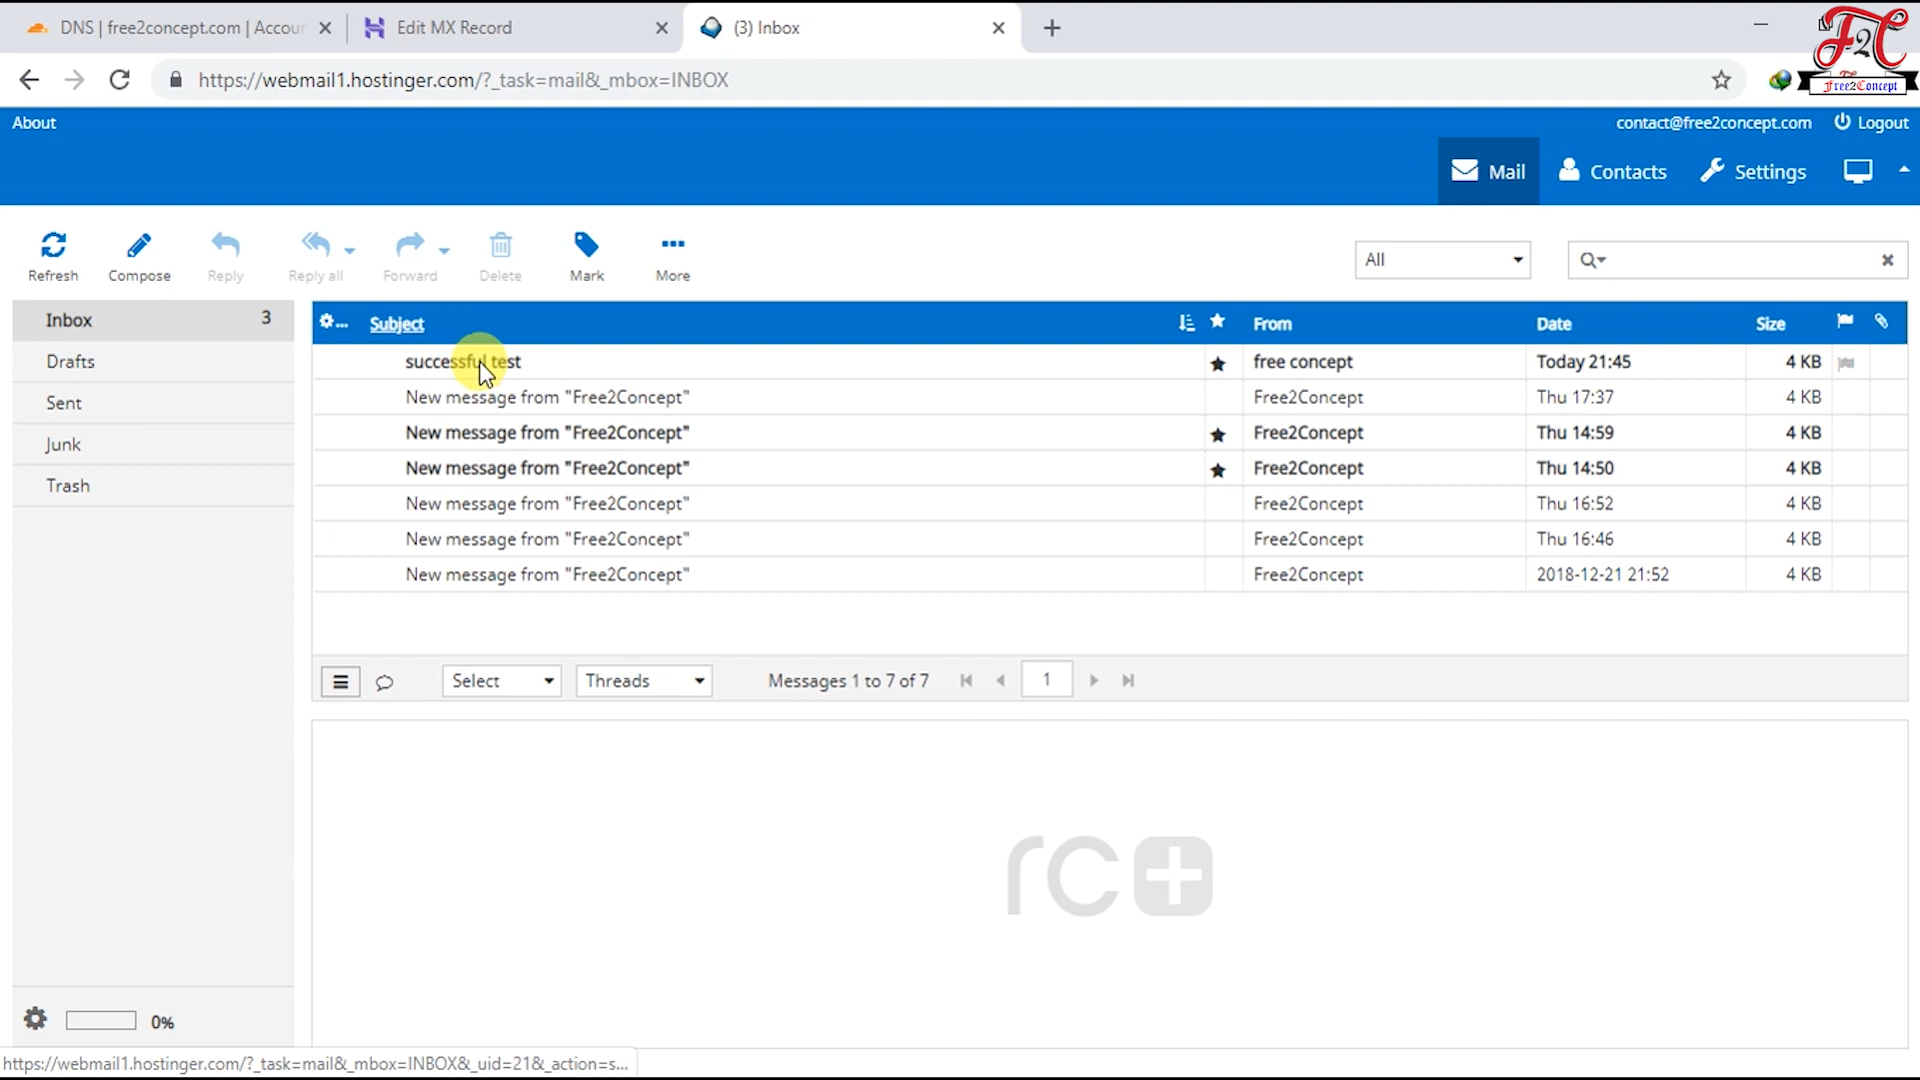 DNS | free2concept.com | Accour
Edit MX Record
(3) Inbox
F2C
Free2Concept
https://webmail1.hostinger.com/?_task=mail&_mbox=INBOX
About
contact@free2concept.com
Logout
Mail
Contacts
Settings
Refresh
Compose
Reply
Reply all
Forward
Delete
Mark
More
All
Inbox 3
Drafts
Sent
Junk
Trash
Subject From Date Size
successful test free concept Today 21:45 4 KB
New message from "Free2Concept" Free2Concept Thu 17:37 4 KB
New message from "Free2Concept" Free2Concept Thu 14:59 4 KB
New message from "Free2Concept" Free2Concept Thu 14:50 4 KB
New message from "Free2Concept" Free2Concept Thu 16:52 4 KB
New message from "Free2Concept" Free2Concept Thu 16:46 4 KB
New message from "Free2Concept" Free2Concept 2018-12-21 21:52 4 KB
Select Threads Messages 1 to 7 of 7 1
rc
0%
https://webmail1.hostinger.com/?_task=mail&_mbox=INBOX&_uid=21&_action=s...